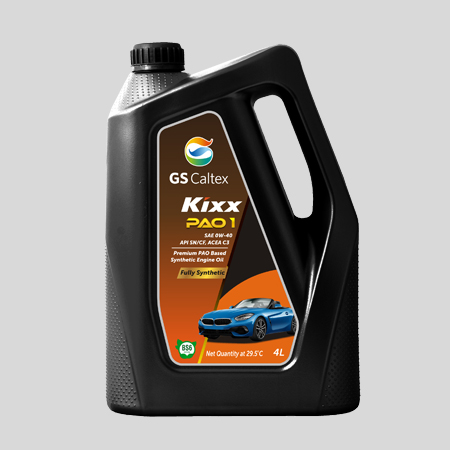 GS Caltex
Kixx
PAO 1
SAE 0W-40
API SN/CF, ACEA C3
Premium PAO Based
Synthetic Engine Oil
Fully Synthetic
BS6
Net Quantity at 29.5°C
4L